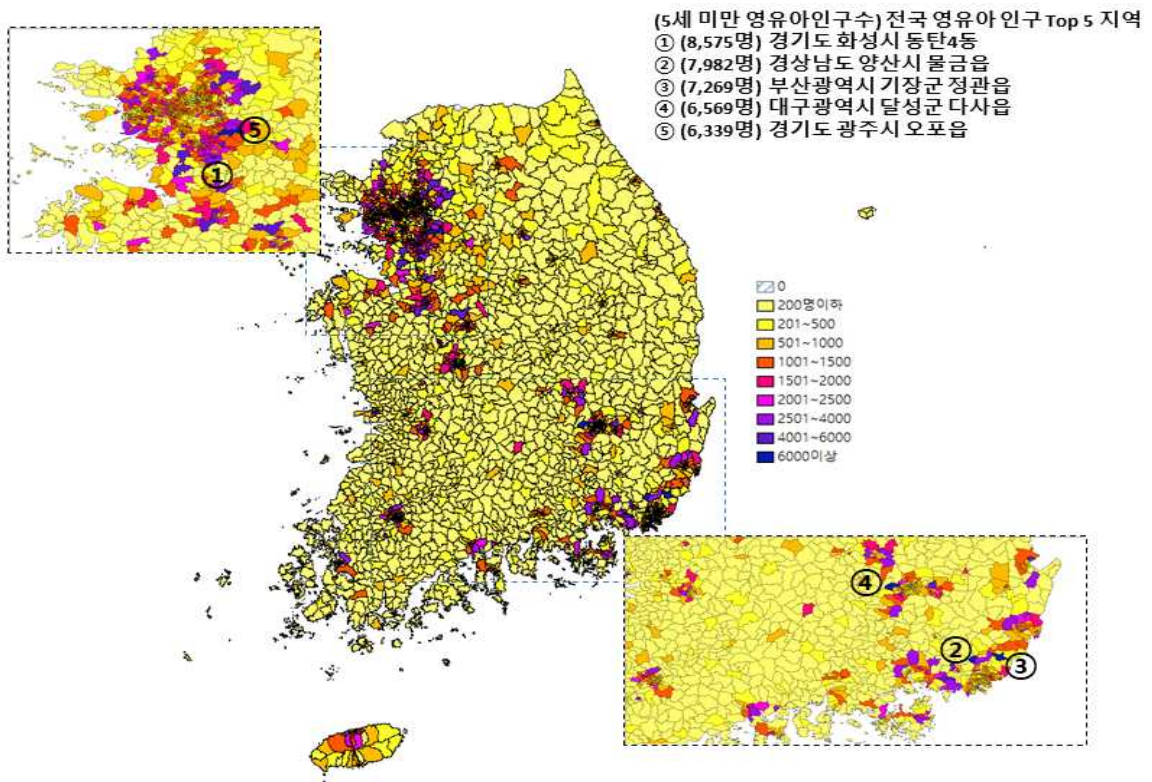 (5세 미만 영유아인구수) 전국 영유아 인구 Top 5 지역
① (8,575명) 경기도 화성시 동탄4동
② (7,982명) 경상남도 양산시 물금읍
③ (7,269명) 부산광역시 기장군 정관읍
④ (6,569명) 대구광역시 달성군 다사읍
⑤ (6,339명) 경기도 광주시 오포읍
⑤
①
0
200명이하
201~500
501~1000
1001~1500
1501~2000
2001~2500
2501~4000
4001~6000
6000이상
④
②
③